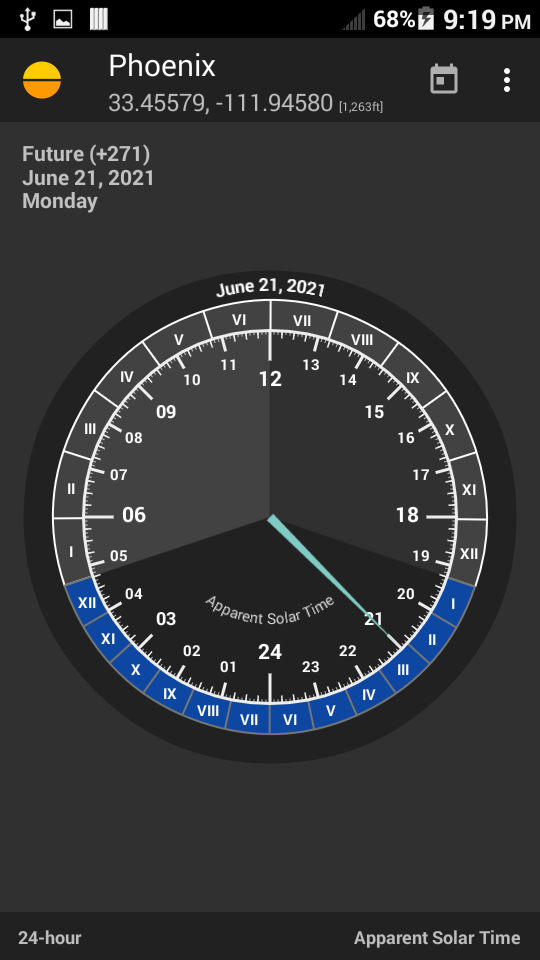 68% 9:19 PM
Phoenix
33.45579, -111.94580 [1,263ft]
Future (+271)
June 21, 2021
Monday
June 21, 2021
VI VII
V VIII
IV IX
III X
II XI
I XII
XII I
XI II
X III
IX IV
VIII V
VII VI
12
11 13
10 14
09 15
08 16
07 17
06 18
05 19
04 20
03 21
02 22
01 23
24
Apparent Solar Time
24-hour Apparent Solar Time